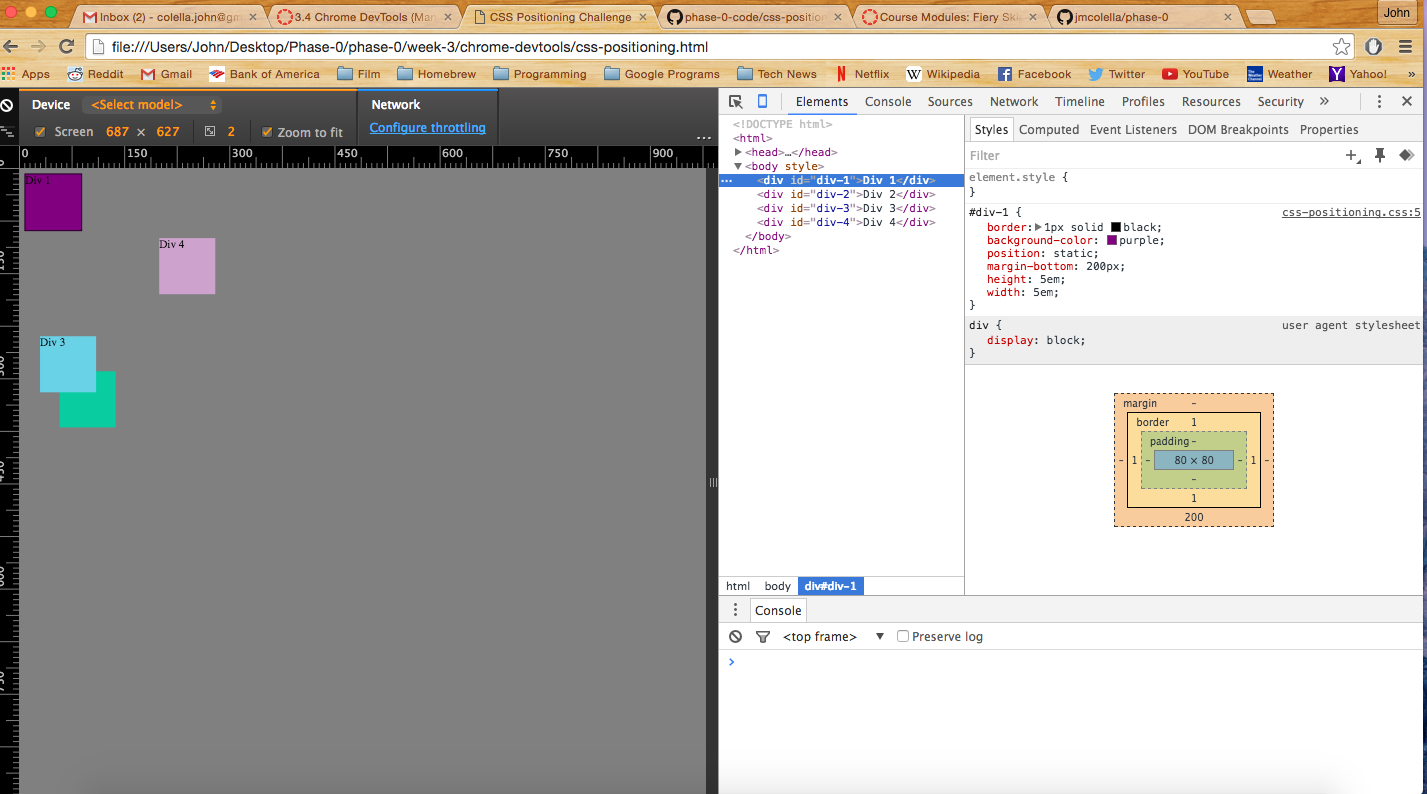 John
Inbox (2) - colella.john@gm
3.4 Chrome DevTools (Man
CSS Positioning Challenge
phase-0-code/css-position
Course Modules: Fiery Ski
jmcolella/phase-0
file:///Users/John/Desktop/Phase-0/phase-0/week-3/chrome-devtools/css-positioning.html
Apps Reddit Gmail Bank of America Film Homebrew Programming Google Programs Tech News Netflix Wikipedia Facebook Twitter YouTube Weather Yahoo! »
Device <Select model>
Screen 687 × 627 2 Zoom to fit
Network
Configure throttling
...
0 150 300 450 600 750 900
0
150
300
450
600
750
Div 1
Div 4
Div 3
Elements Console Sources Network Timeline Profiles Resources Security »
<!DOCTYPE html>
<html>
<head>…</head>
<body style>
<div id="div-1">Div 1</div>
<div id="div-2">Div 2</div>
<div id="div-3">Div 3</div>
<div id="div-4">Div 4</div>
</body>
</html>
html body div#div-1
Styles Computed Event Listeners DOM Breakpoints Properties
Filter
element.style {
}
#div-1 { css-positioning.css:5
border: 1px solid black;
background-color: purple;
position: static;
margin-bottom: 200px;
height: 5em;
width: 5em;
}
div { user agent stylesheet
display: block;
}
margin -
border 1
padding -
- 1 - 80 × 80 - 1 -
-
1
200
Console
<top frame> ▼ Preserve log
>